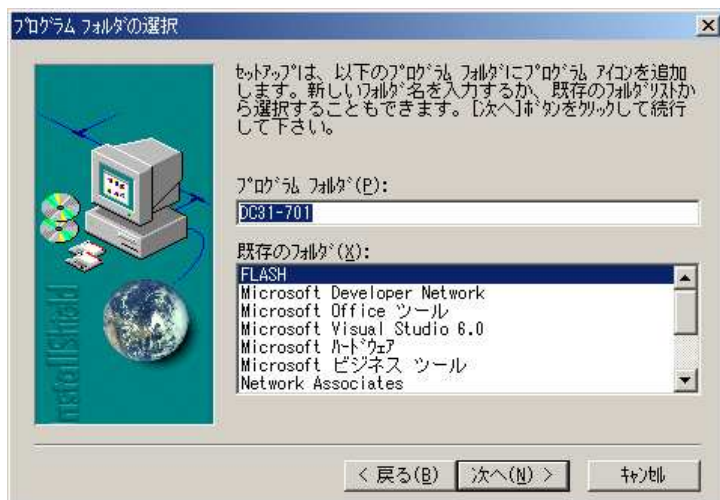 ﾌﾟﾛｸﾞﾗﾑ ﾌｫﾙﾀﾞの選択
ｾｯﾄｱｯﾌﾟは、以下のﾌﾟﾛｸﾞﾗﾑ ﾌｫﾙﾀﾞにﾌﾟﾛｸﾞﾗﾑ ｱｲｺﾝを追加
します。新しいﾌｫﾙﾀﾞ名を入力するか、既存のﾌｫﾙﾀﾞﾘｽﾄか
ら選択することもできます。[次へ]ﾎﾞﾀﾝをｸﾘｯｸして続行
して下さい。
ﾌﾟﾛｸﾞﾗﾑ ﾌｫﾙﾀﾞ(P):
DC31-701
既存のﾌｫﾙﾀﾞ(X):
FLASH
Microsoft Developer Network
Microsoft Office ツール
Microsoft Visual Studio 6.0
Microsoft ﾊｰﾄﾞｳｪｱ
Microsoft ビジネス ツール
Network Associates
InstallShield
< 戻る(B)
次へ(N) >
ｷｬﾝｾﾙ